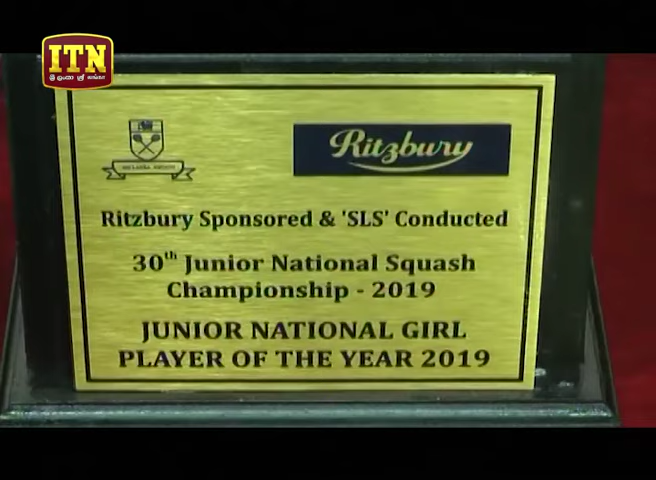 ITN
Ritzbury
Ritzbury Sponsored & 'SLS' Conducted
30th Junior National Squash
Championship - 2019
JUNIOR NATIONAL GIRL
PLAYER OF THE YEAR 2019